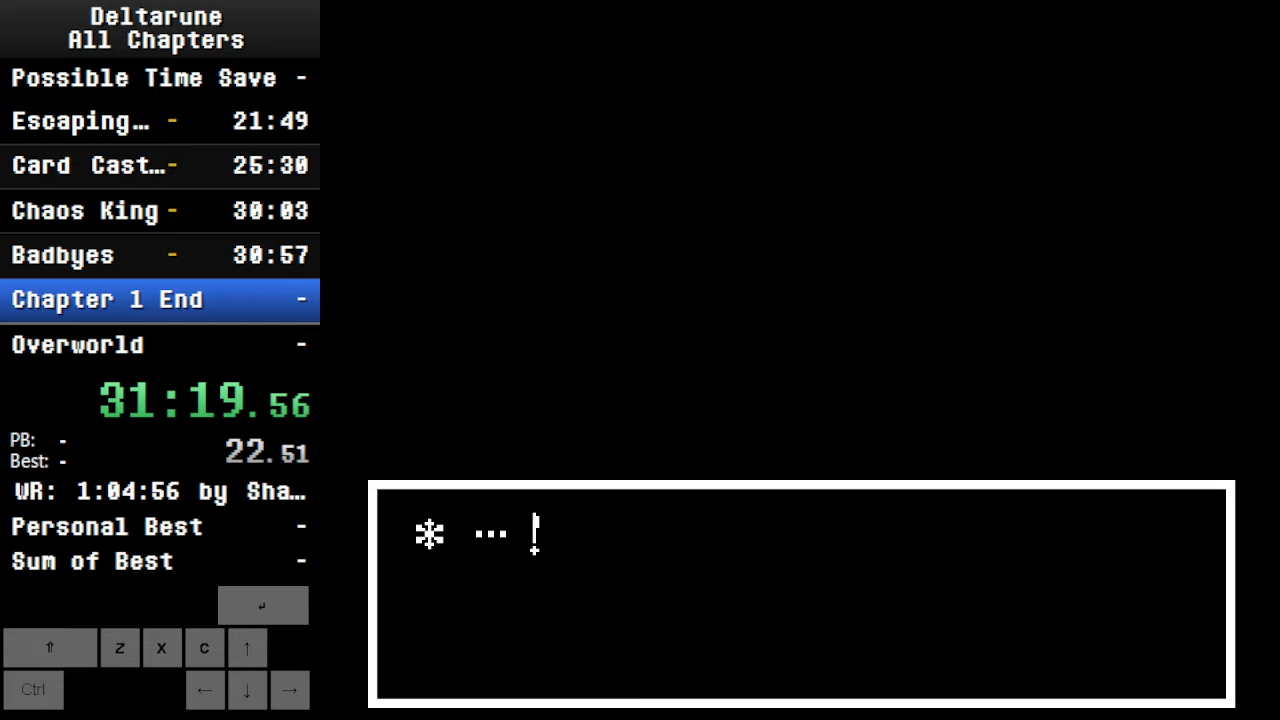 Deltarune
All Chapters
Possible Time Save -
Escaping… - 21:49
Card Cast…- 25:30
Chaos King - 30:03
Badbyes - 30:57
Chapter 1 End -
Overworld -
31:19.56
PB: -
Best: -
22.51
WR: 1:04:56 by Sha…
Personal Best -
Sum of Best -
↵
⇑ z x c ↑
Ctrl ← ↓ →
* … !